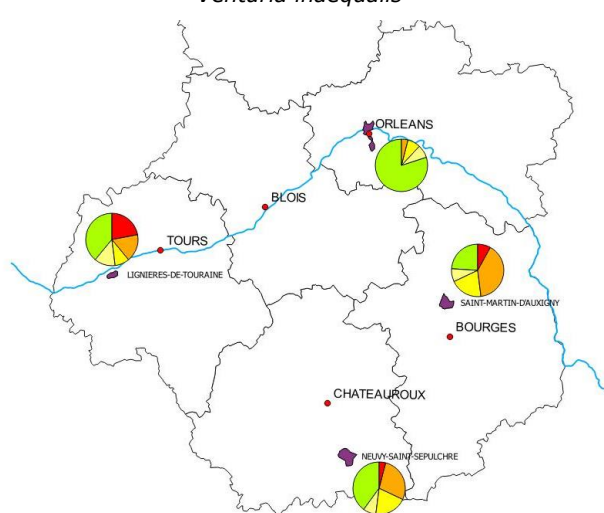 Venturia inaequalis
ORLEANS
BLOIS
TOURS
LIGNIERES-DE-TOURAINE
SAINT-MARTIN-D'AUXIGNY
BOURGES
CHATEAUROUX
NEUVY-SAINT-SEPULCHRE